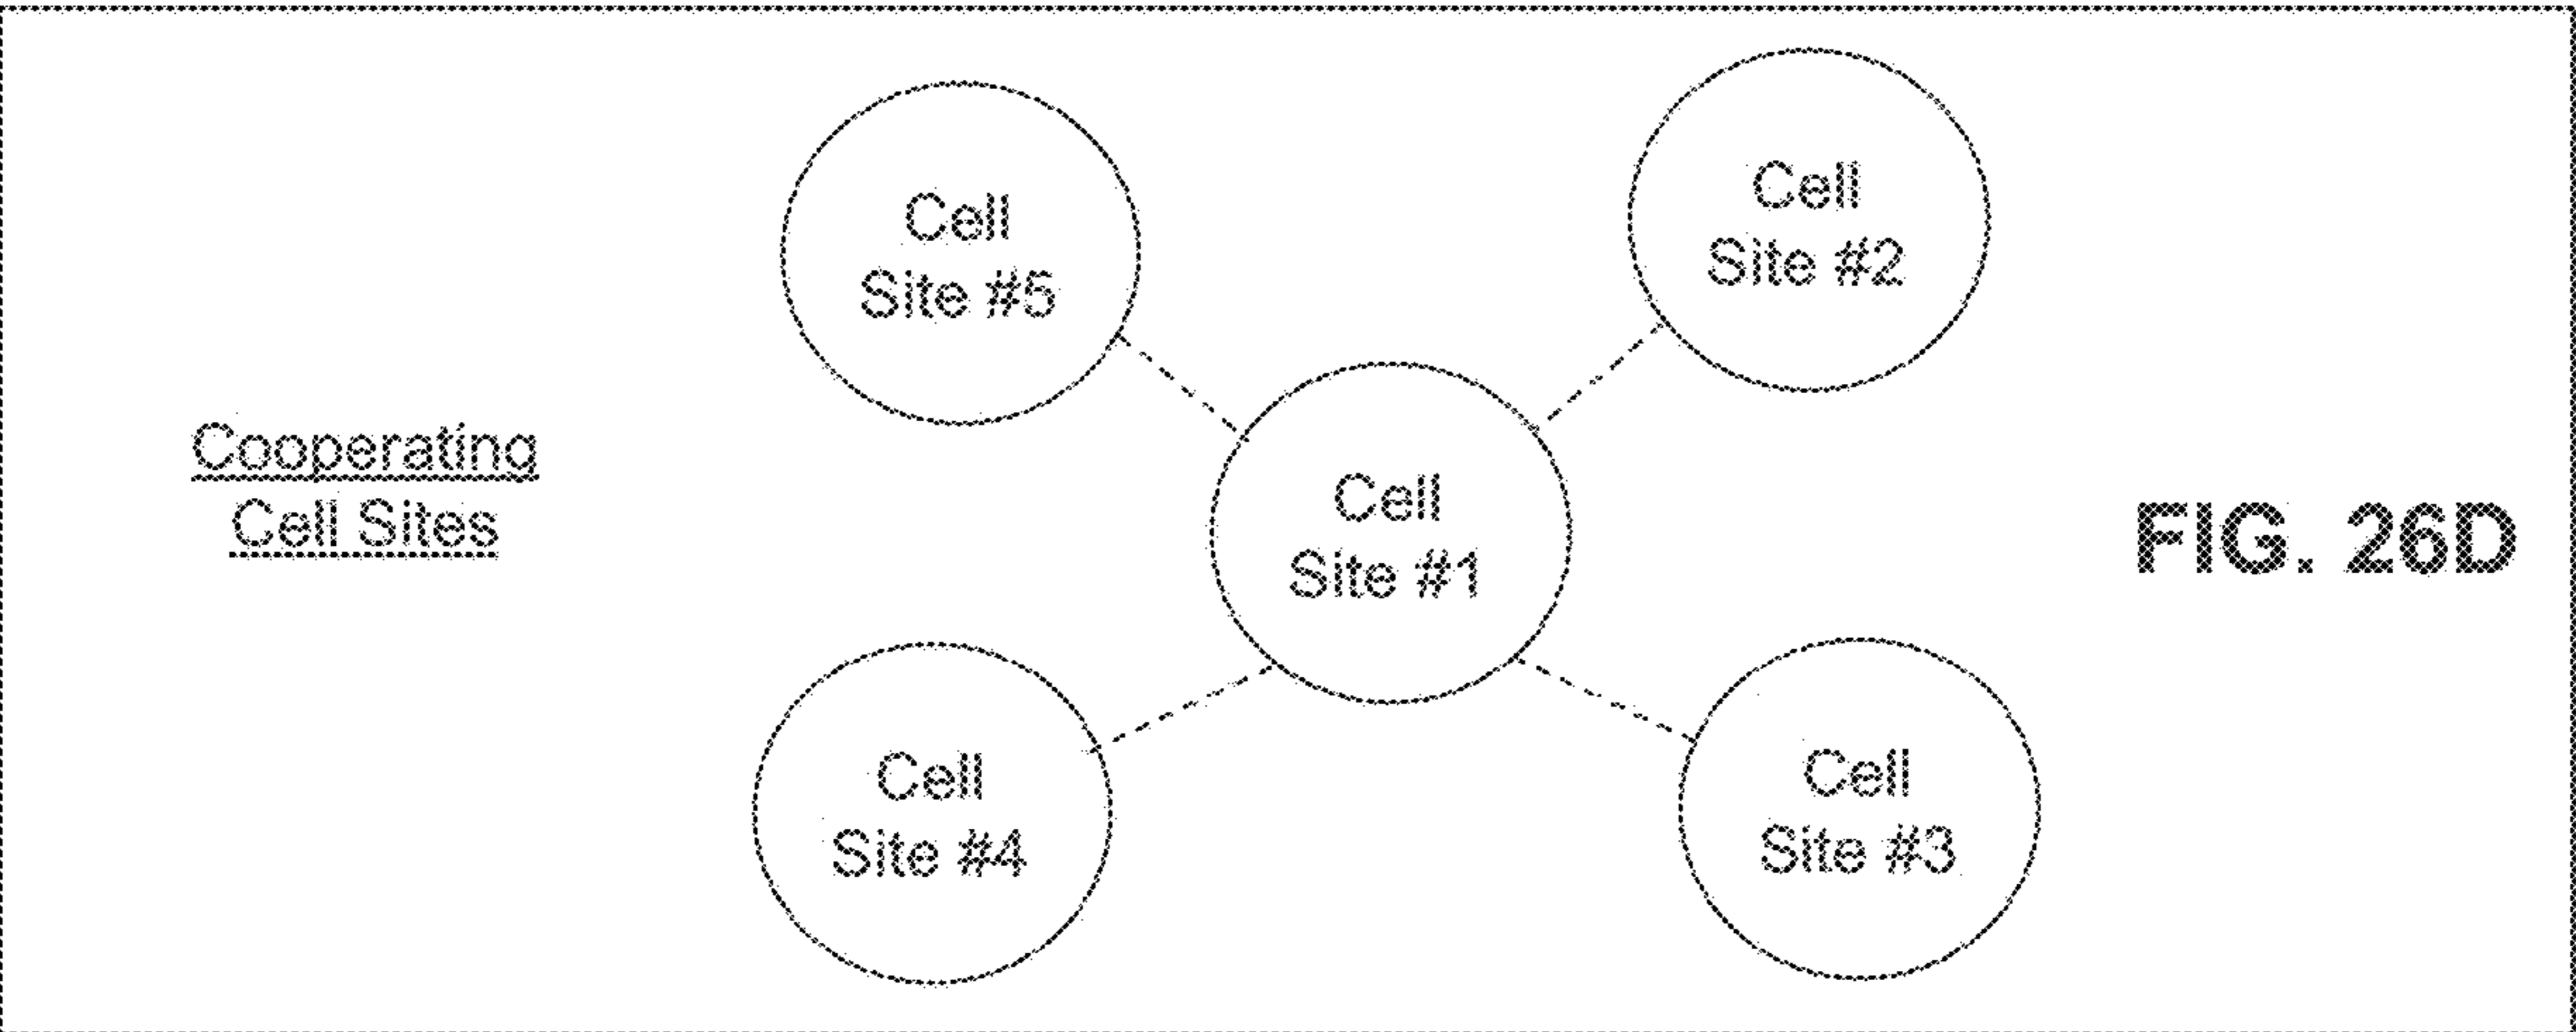 Cell
Site #5
Cell
Site #2
Cooperating
Cell Sites
Cell
Site #1
FIG. 26D
Cell
Site #4
Cell
Site #3